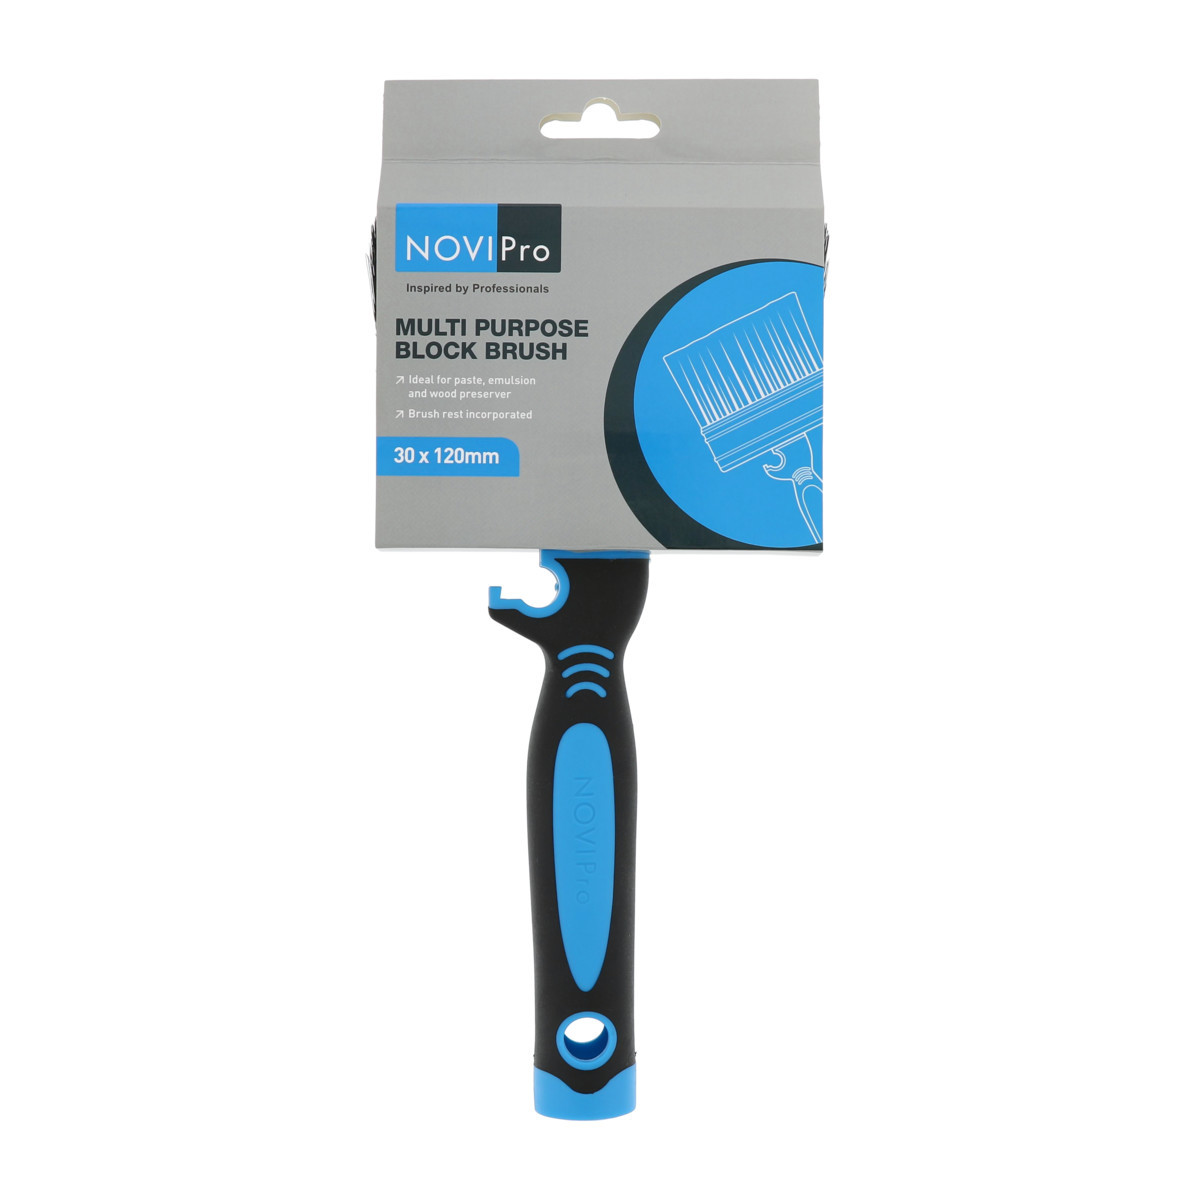 NOVIPro
Inspired by Professionals
MULTI PURPOSE
BLOCK BRUSH
Ideal for paste, emulsion
and wood preserver
Brush rest incorporated
30 x 120mm
NOVIPro